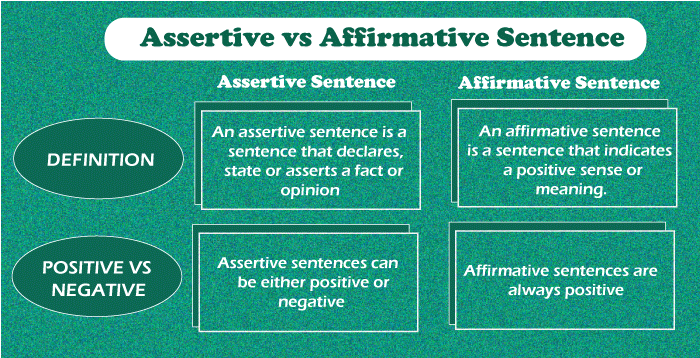 Assertive vs Affirmative Sentence
Assertive Sentence
Affirmative Sentence
DEFINITION
An assertive sentence is a
sentence that declares,
state or asserts a fact or
opinion
An affirmative sentence
is a sentence that indicates
a positive sense or
meaning.
POSITIVE VS
NEGATIVE
Assertive sentences can
be either positive or
negative
Affirmative sentences are
always positive